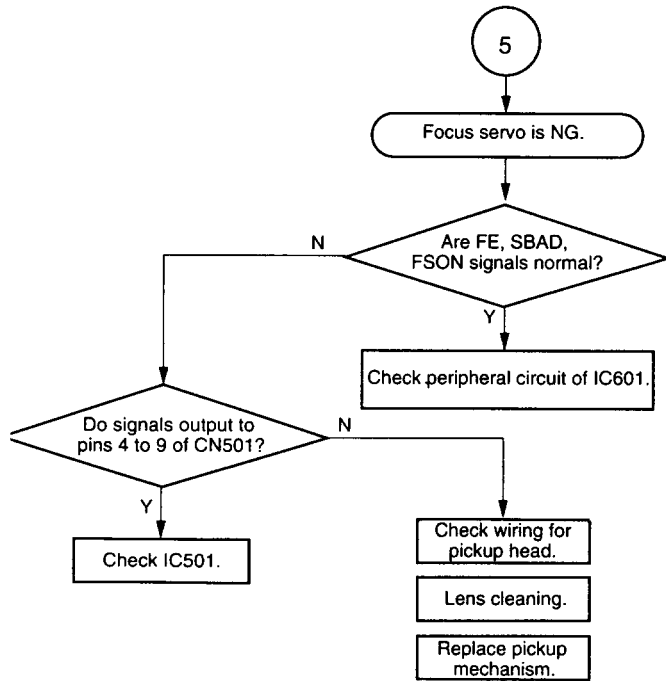 5
Focus servo is NG.
Are FE, SBAD,
FSON signals normal?
N
Y
Check peripheral circuit of IC601.
Do signals output to
pins 4 to 9 of CN501?
N
Y
Check IC501.
Check wiring for
pickup head.
Lens cleaning.
Replace pickup
mechanism.